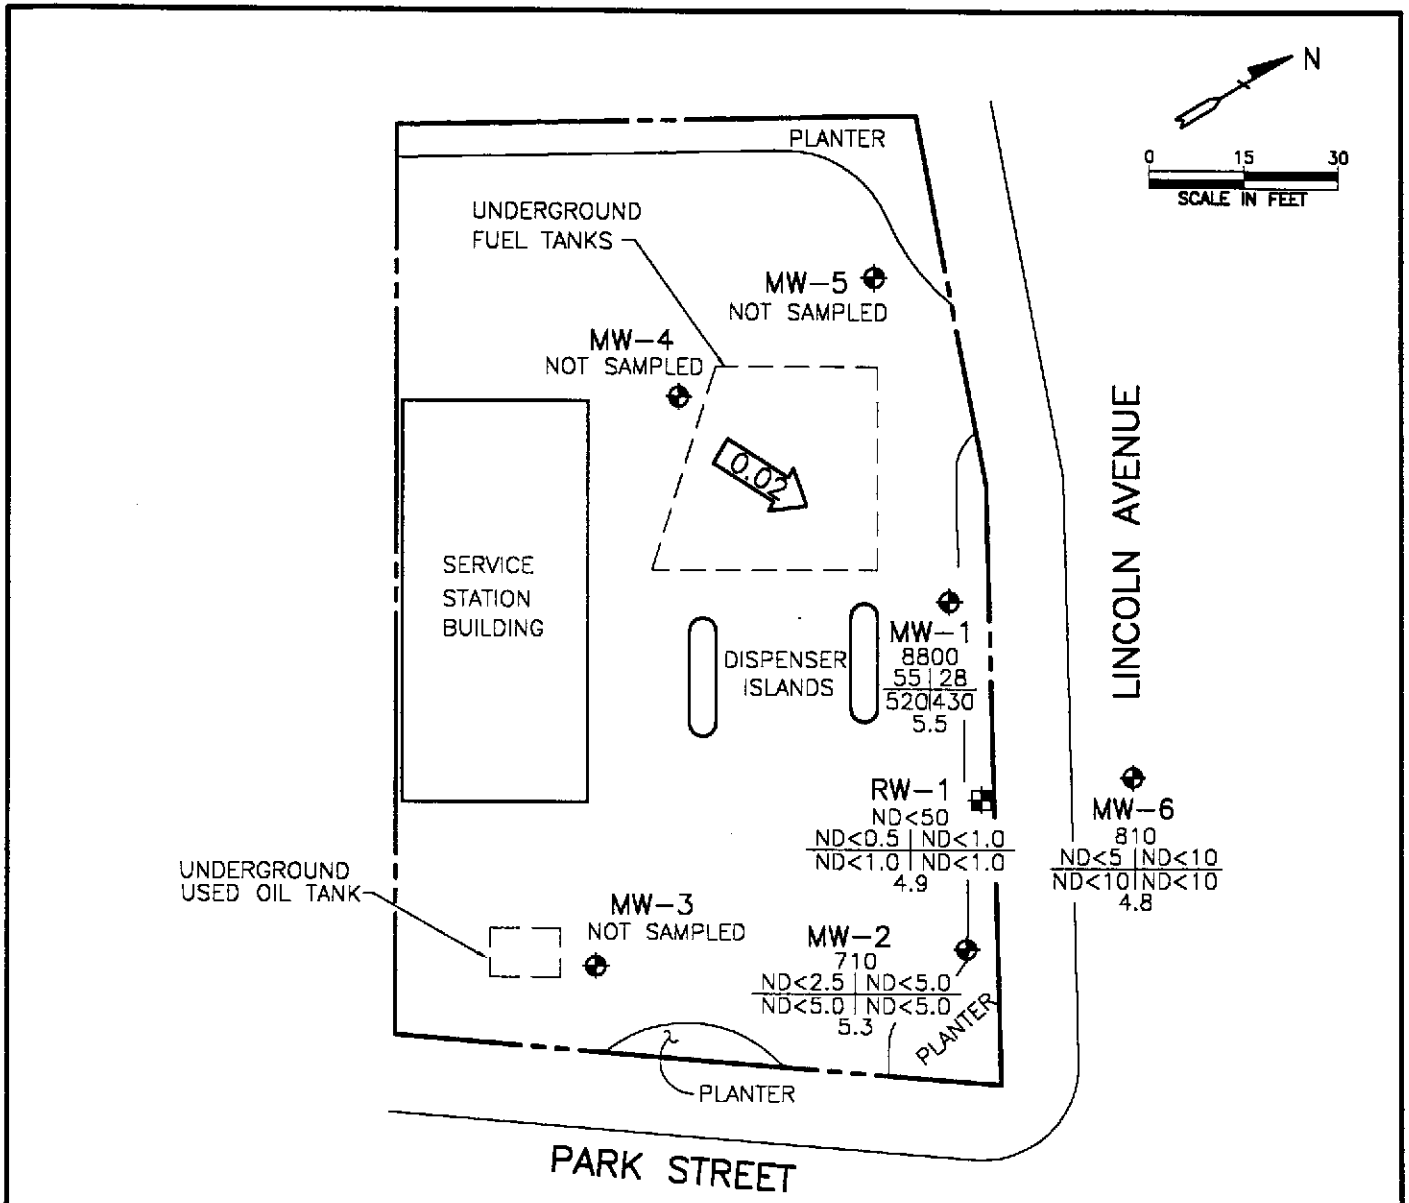 N
0 15 30
SCALE IN FEET
PLANTER
UNDERGROUND
FUEL TANKS
MW-5
NOT SAMPLED
MW-4
NOT SAMPLED
0.02
LINCOLN AVENUE
SERVICE
STATION
BUILDING
DISPENSER
ISLANDS
MW-1
8800
55 | 28
520|430
5.5
RW-1
ND<50
ND<0.5 | ND<1.0
ND<1.0 | ND<1.0
4.9
MW-6
810
ND<5 | ND<10
ND<10|ND<10
4.8
UNDERGROUND
USED OIL TANK
MW-3
NOT SAMPLED
MW-2
710
ND<2.5 | ND<5.0
ND<5.0 | ND<5.0
5.3
PLANTER
PLANTER
PARK STREET